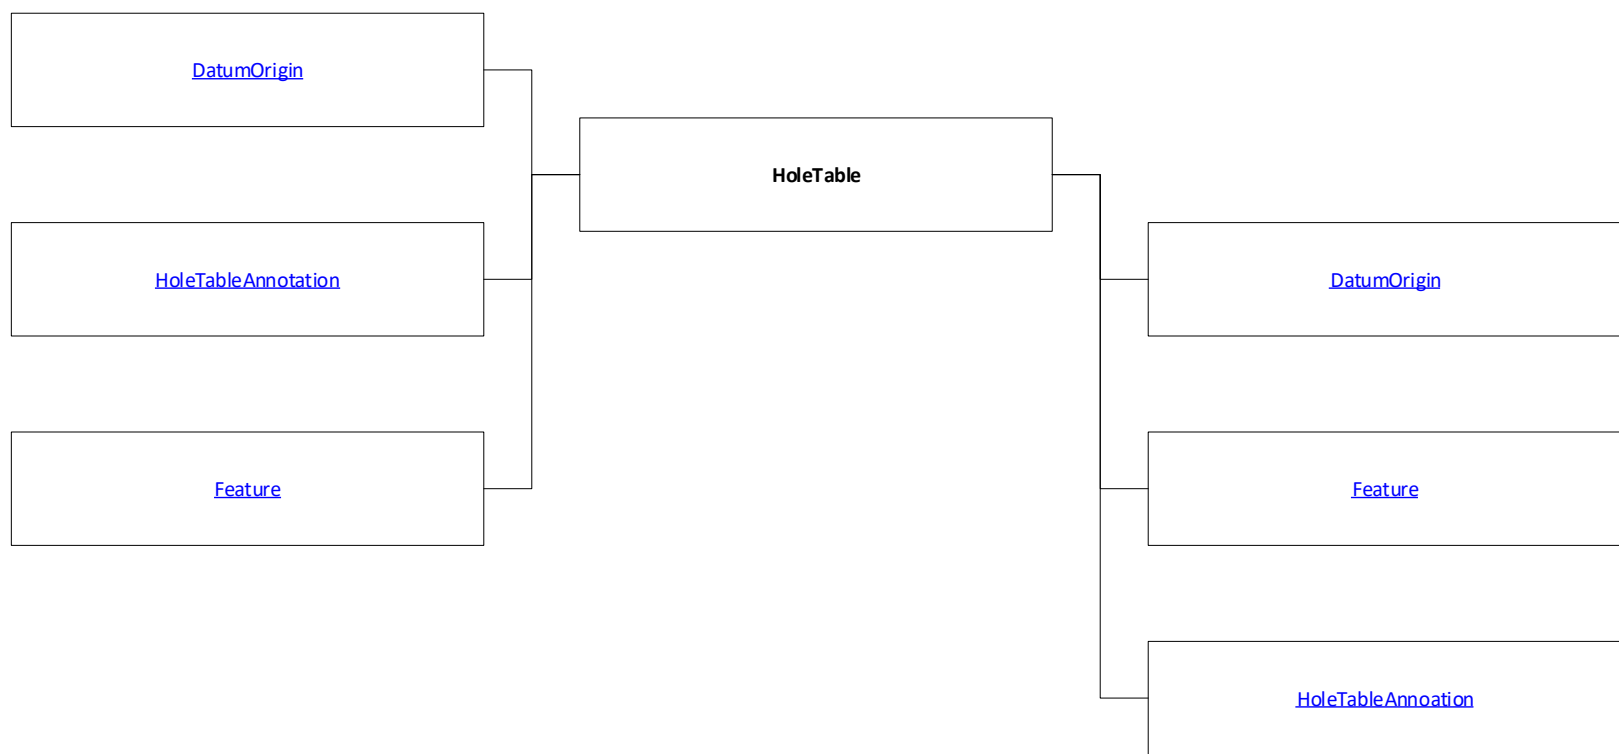 DatumOrigin
HoleTable
HoleTableAnnotation
DatumOrigin
Feature
Feature
HoleTableAnnoation